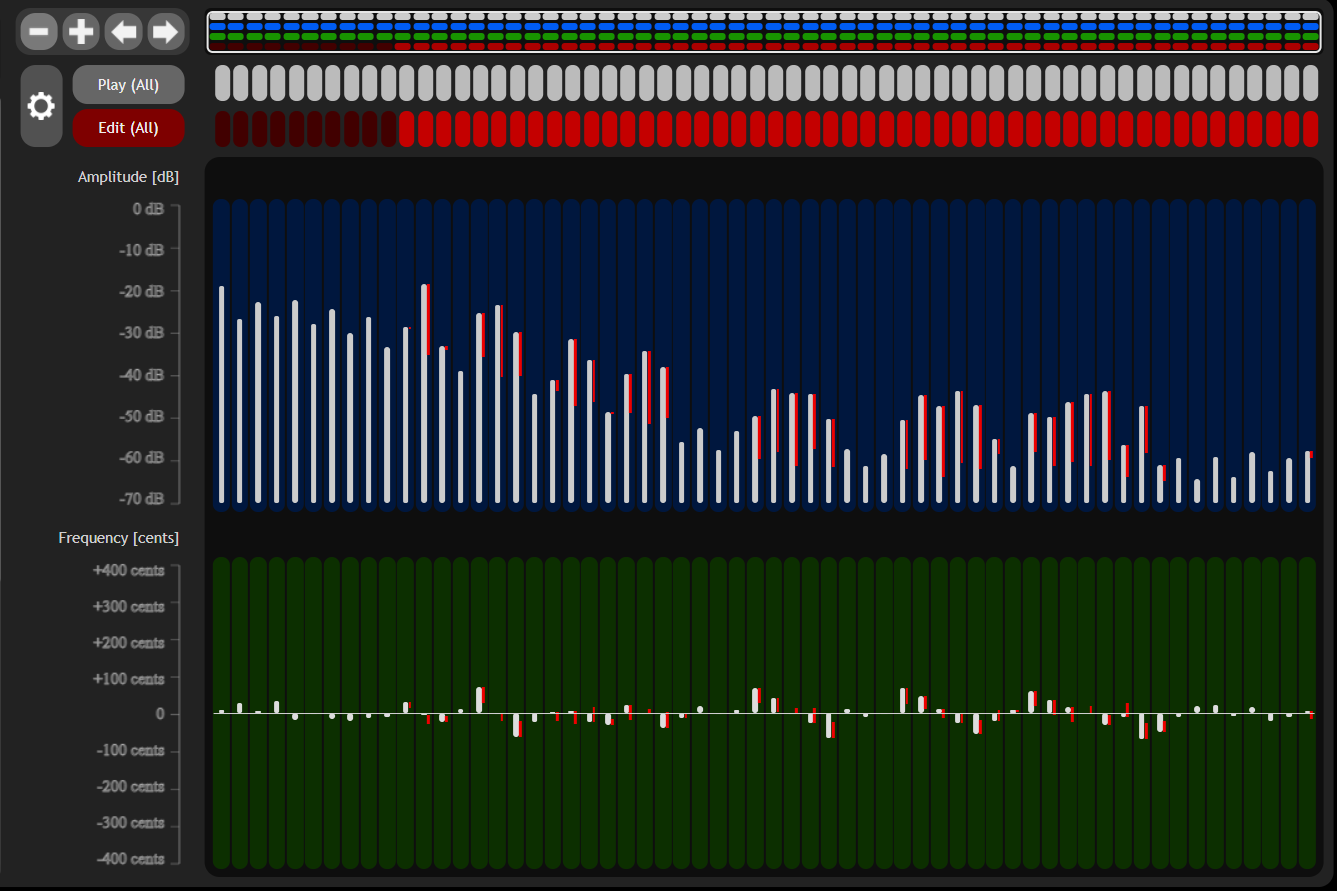 Play (All)
Edit (All)
Amplitude [dB]
0 dB
-10 dB
-20 dB
-30 dB
-40 dB
-50 dB
-60 dB
-70 dB
Frequency [cents]
+400 cents
+300 cents
+200 cents
+100 cents
0
-100 cents
-200 cents
-300 cents
-400 cents